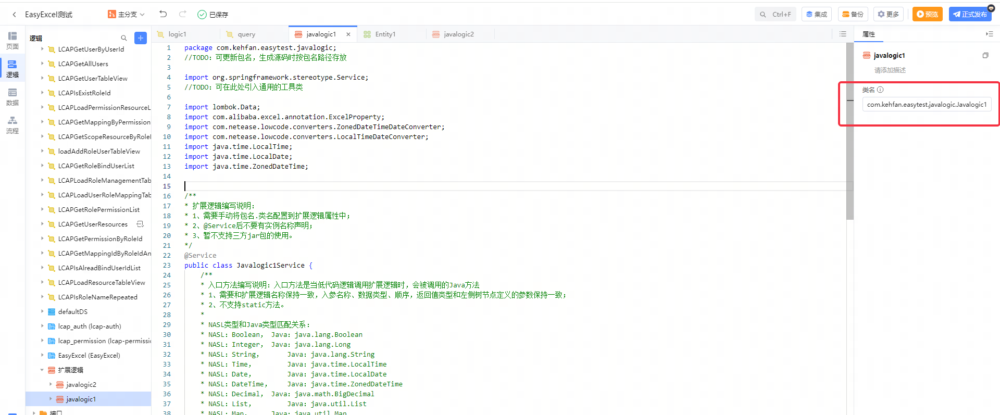 EasyExcel测试
主分支
已保存
Ctrl+F
集成
备份
更多
预览
正式发布
页面
逻辑
数据
流程
逻辑
LCAPGetUserByUserId
LCAPGetAllUsers
LCAPGetUserTableView
LCAPIsExistRoleId
LCAPLoadPermissionResourceL
LCAPGetMappingByPermission
LCAPGetScopeResourceByRoleI
loadAddRoleUserTableView
LCAPGetRoleBindUserList
LCAPLoadRoleManagementTab
LCAPLoadUserRoleMappingTab
LCAPGetRolePermissionList
LCAPGetUserResources
LCAPGetPermissionByRoleId
LCAPGetMappingIdByRoleIdAn
LCAPIsAlreadBindUserIdList
LCAPLoadResourceTableView
LCAPIsRoleNameRepeated
defaultDS
lcap_auth (lcap-auth)
lcap_permission (lcap-permissi
EasyExcel (EasyExcel)
扩展逻辑
javalogic2
javalogic1
接口
logic1
query
javalogic1
Entity1
javalogic2
1 package com.kehfan.easytest.javalogic;
2 //TODO: 可更新包名，生成源码时按包名路径存放
3
4 import org.springframework.stereotype.Service;
5 //TODO: 可在此处引入通用的工具类
6
7 import lombok.Data;
8 import com.alibaba.excel.annotation.ExcelProperty;
9 import com.netease.lowcode.converters.ZonedDateTimeDateConverter;
10 import com.netease.lowcode.converters.LocalTimeDateConverter;
11 import java.time.LocalTime;
12 import java.time.LocalDate;
13 import java.time.ZonedDateTime;
14
15
16 /**
17 * 扩展逻辑编写说明：
18 * 1、需要手动将包名.类名配置到扩展逻辑属性中；
19 * 2、@Service后不要有实例名称声明；
20 * 3、暂不支持三方jar包的使用。
21 */
22 @Service
23 public class Javalogic1Service {
24 /**
25 * 入口方法编写说明：入口方法是当低代码逻辑调用扩展逻辑时，会被调用的Java方法
26 * 1、需要和扩展逻辑名称保持一致，入参名称、数据类型、顺序，返回值类型和左侧树节点定义的参数保持一致；
27 * 2、不支持static方法。
28 *
29 * NASL类型和Java类型匹配关系：
30 * NASL: Boolean, Java: java.lang.Boolean
31 * NASL: Integer, Java: java.lang.Long
32 * NASL: String, Java: java.lang.String
33 * NASL: Time, Java: java.time.LocalTime
34 * NASL: Date, Java: java.time.LocalDate
35 * NASL: DateTime, Java: java.time.ZonedDateTime
36 * NASL: Decimal, Java: java.math.BigDecimal
37 * NASL: List, Java: java.util.List
38 * NASL: Map, Java: java.util.Map
属性
javalogic1
请添加描述
类名
com.kehfan.easytest.javalogic.Javalogic1